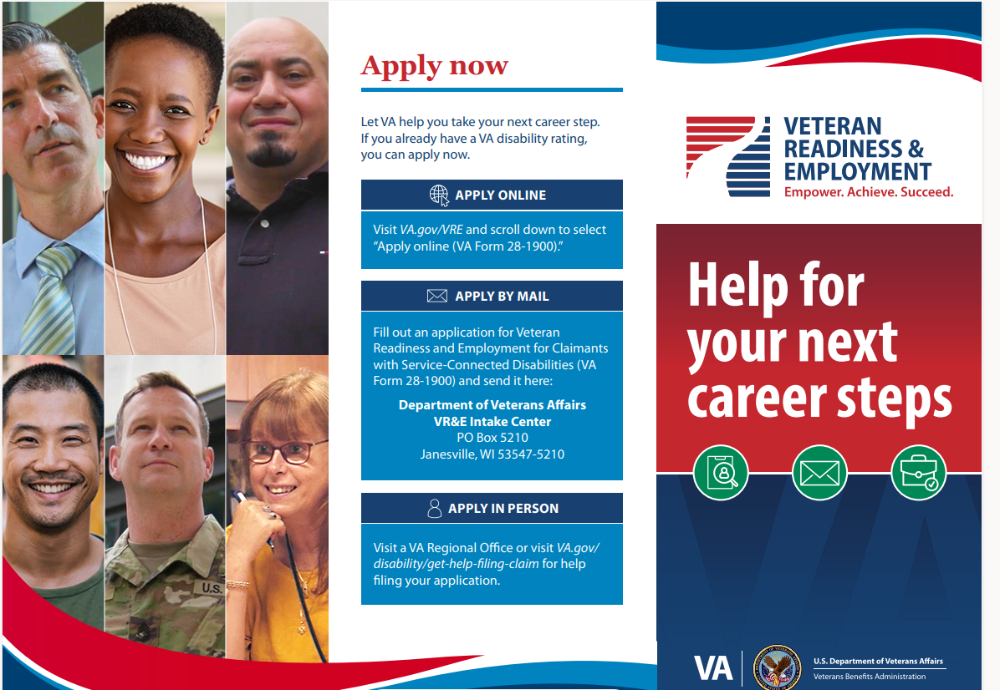 Apply now
Let VA help you take your next career step.
If you already have a VA disability rating,
you can apply now.
APPLY ONLINE
Visit VA.gov/VRE and scroll down to select
“Apply online (VA Form 28-1900).”
APPLY BY MAIL
Fill out an application for Veteran
Readiness and Employment for Claimants
with Service-Connected Disabilities (VA
Form 28-1900) and send it here:
Department of Veterans Affairs
VR&E Intake Center
PO Box 5210
Janesville, WI 53547-5210
APPLY IN PERSON
Visit a VA Regional Office or visit VA.gov/
disability/get-help-filing-claim for help
filing your application.
U.S.
VETERAN
READINESS &
EMPLOYMENT
Empower. Achieve. Succeed.
Help for
your next
career steps
VA
VA
U.S. Department of Veterans Affairs
Veterans Benefits Administration